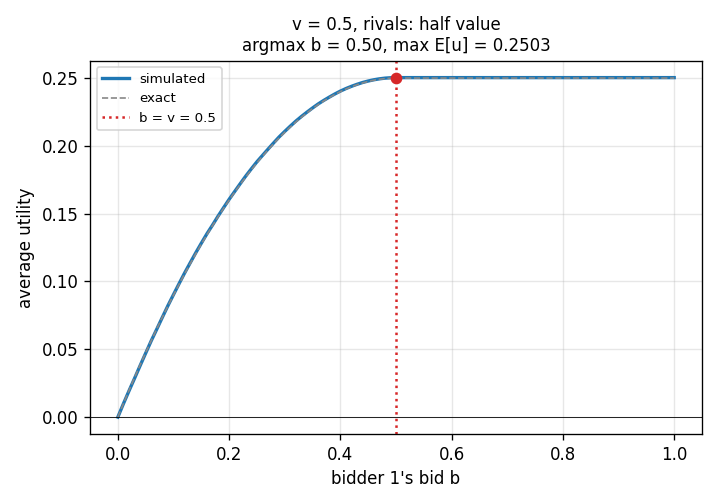 v = 0.5, rivals: half value
argmax b = 0.50, max E[u] = 0.2503
simulated
exact
b = v = 0.5
0.25
0.20
0.15
0.10
0.05
0.00
average utility
0.0 0.2 0.4 0.6 0.8 1.0
bidder 1's bid b